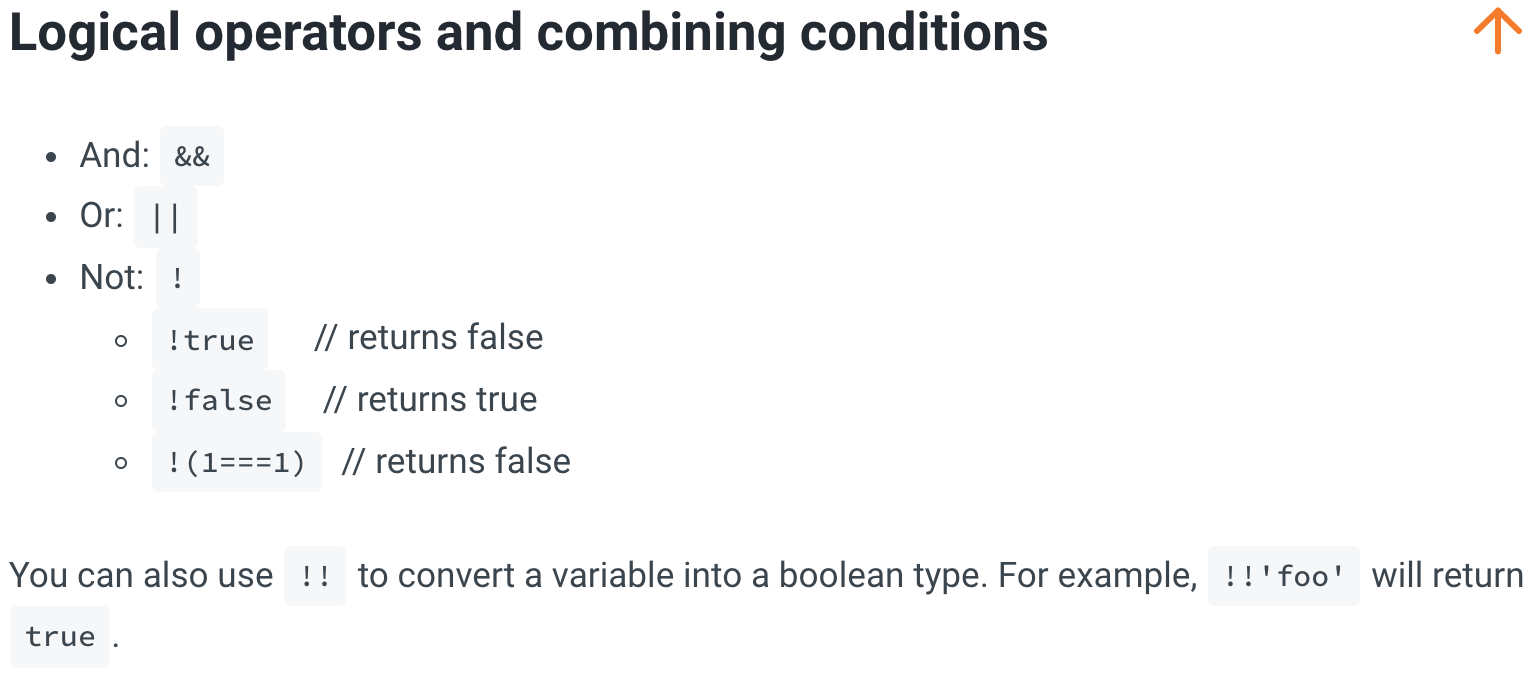 Logical operators and combining conditions
And: &&
Or: ||
Not: !
!true // returns false
!false // returns true
!(1===1) // returns false
You can also use !! to convert a variable into a boolean type. For example, !!'foo' will return
true .